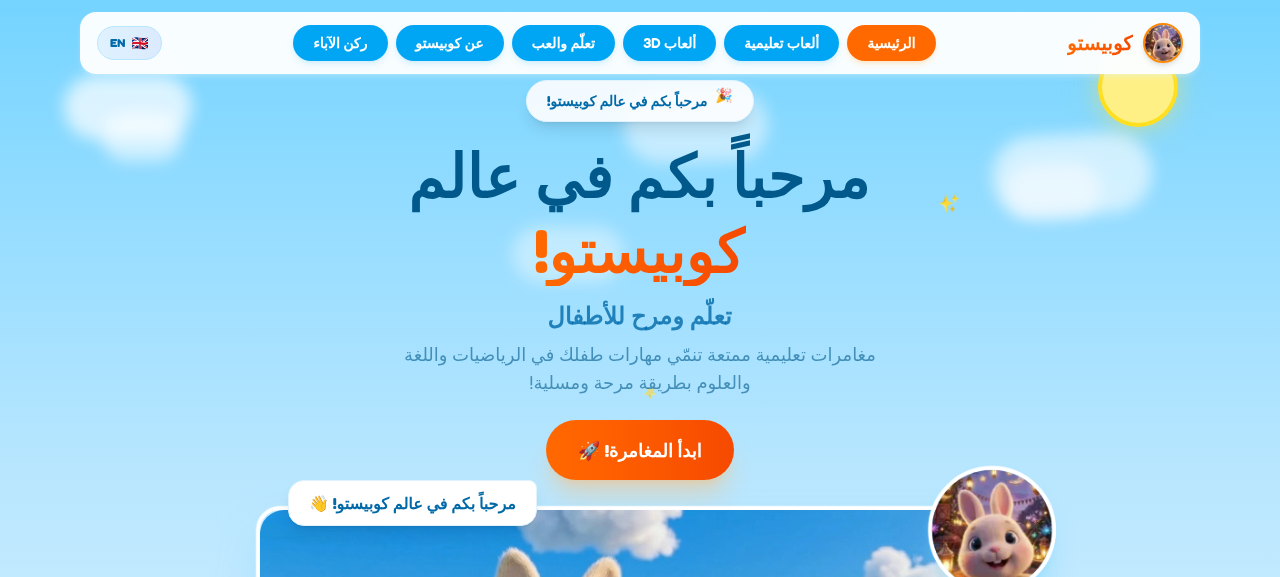 كوبيستو
الرئيسية
ألعاب تعليمية
ألعاب 3D
تعلّم والعب
عن كوبيستو
ركن الآباء
EN
مرحباً بكم في عالم كوبيستو!
مرحباً بكم في عالم
كوبيستو!
تعلّم ومرح للأطفال
مغامرات تعليمية ممتعة تنمّي مهارات طفلك في الرياضيات واللغة
والعلوم بطريقة مرحة ومسلية!
ابدأ المغامرة! 🚀
مرحباً بكم في عالم كوبيستو! 👋